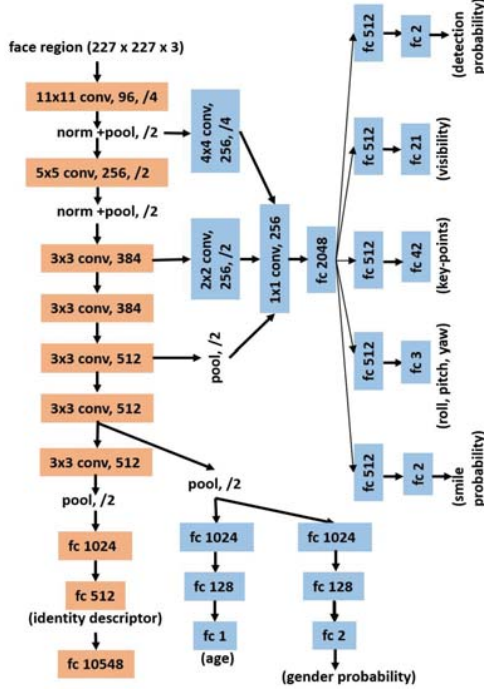 face region (227 x 227 x 3)
11x11 conv, 96, /4
norm +pool, /2
5x5 conv, 256, /2
norm +pool, /2
3x3 conv, 384
3x3 conv, 384
3x3 conv, 512
3x3 conv, 512
3x3 conv, 512
pool, /2
fc 1024
fc 512
(identity descriptor)
fc 10548
4x4 conv,
256, /4
2x2 conv,
256, /2
pool, /2
1x1 conv, 256
fc 2048
fc 512
fc 2
(detection
probability)
fc 512
fc 21
(visibility)
fc 512
fc 42
(key-points)
fc 512
fc 3
(roll, pitch, yaw)
fc 512
fc 2
(smile
probability)
pool, /2
fc 1024
fc 128
fc 1
(age)
fc 1024
fc 128
fc 2
(gender probability)